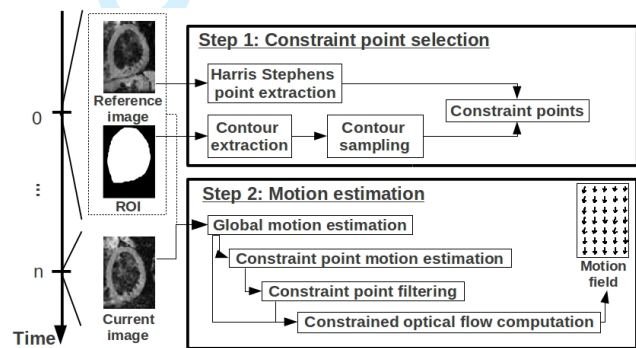 Step 1: Constraint point selection
Harris Stephens
point extraction
Reference
image
0
Constraint points
Contour
extraction
Contour
sampling
...
ROI
Step 2: Motion estimation
Global motion estimation
Constraint point motion estimation
n
Motion
field
Constraint point filtering
Constrained optical flow computation
Current
image
Time